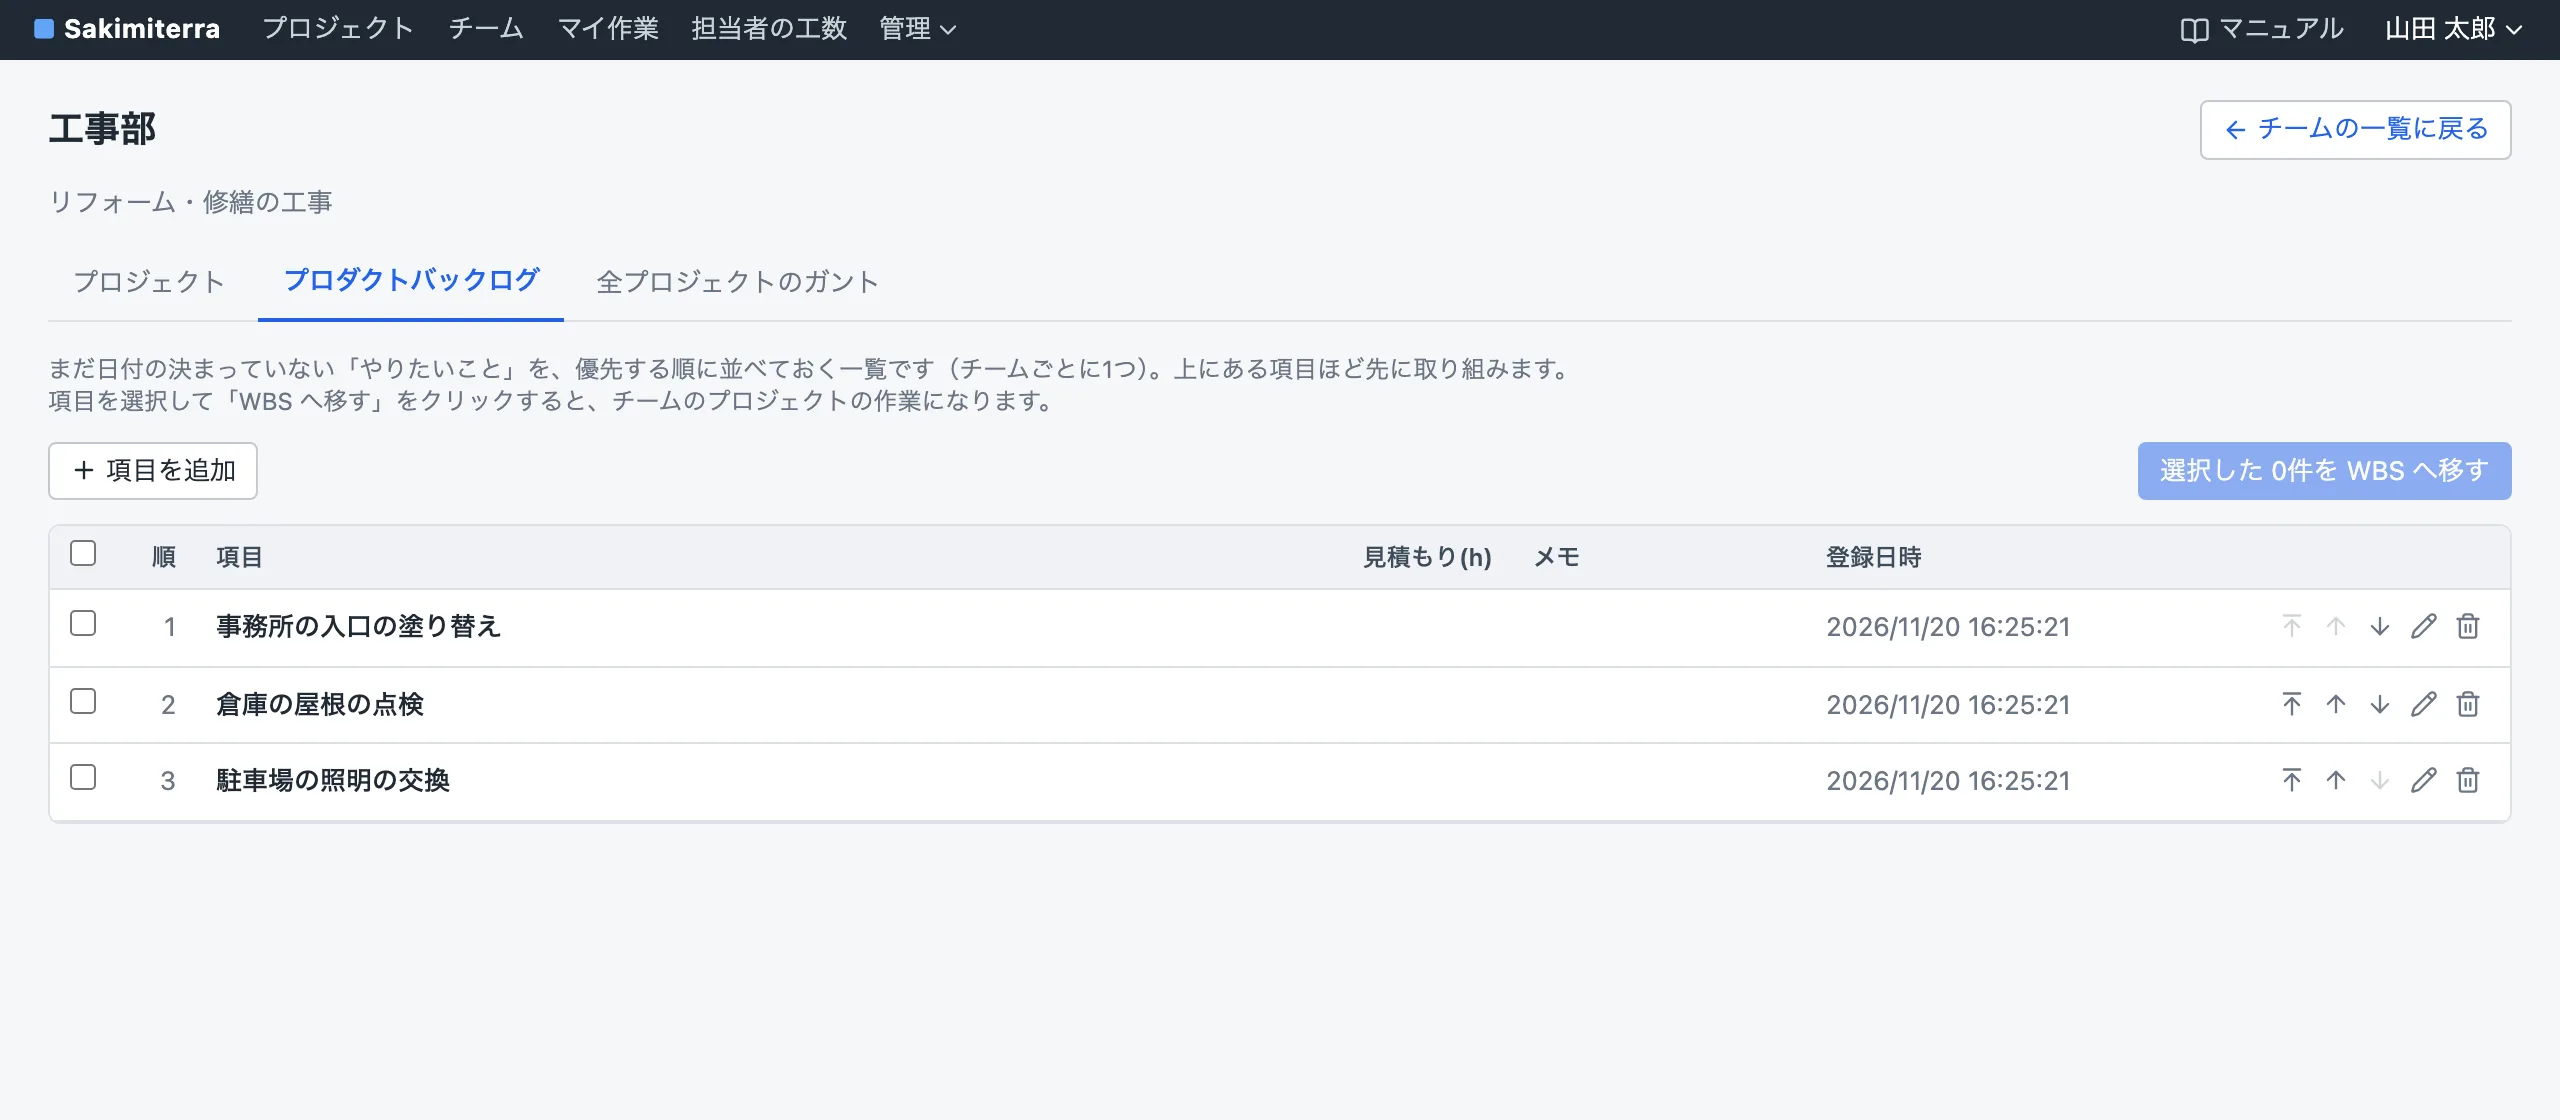 Sakimiterra プロジェクト チーム マイ作業 担当者の工数 管理 マニュアル 山田 太郎
工事部
← チームの一覧に戻る
リフォーム・修繕の工事
プロジェクト プロダクトバックログ 全プロジェクトのガント
まだ日付の決まっていない「やりたいこと」を、優先する順に並べておく一覧です（チームごとに1つ）。上にある項目ほど先に取り組みます。
項目を選択して「WBS へ移す」をクリックすると、チームのプロジェクトの作業になります。
+ 項目を追加 選択した 0件を WBS へ移す
順 項目 見積もり(h) メモ 登録日時
1 事務所の入口の塗り替え 2026/11/20 16:25:21
2 倉庫の屋根の点検 2026/11/20 16:25:21
3 駐車場の照明の交換 2026/11/20 16:25:21